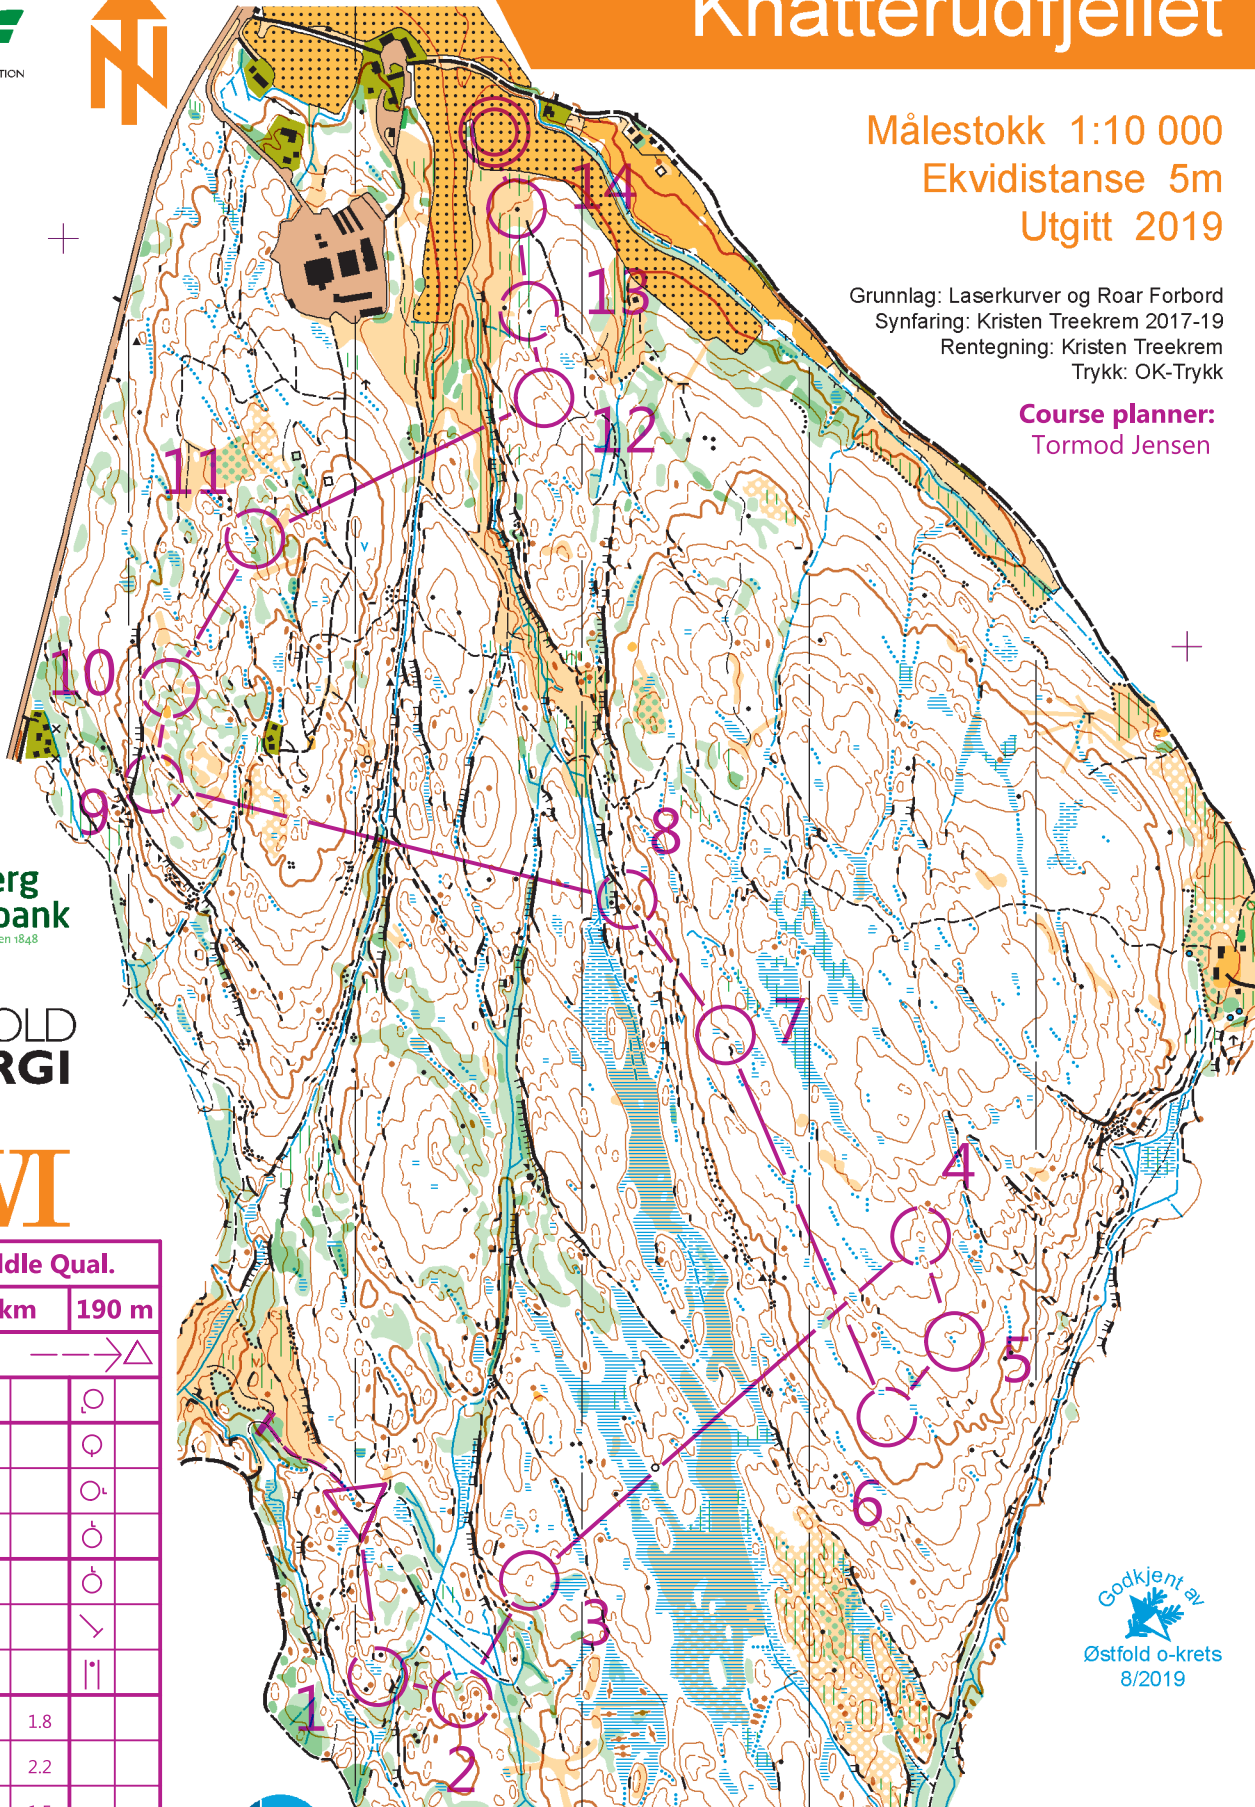 Knatterudfjellet
TION
Målestokk 1:10 000
Ekvidistanse 5m
Utgitt 2019
Grunnlag: Laserkurver og Roar Forbord
Synfaring: Kristen Treekrem 2017-19
Rentegning: Kristen Treekrem
Trykk: OK-Trykk
Course planner:
Tormod Jensen
14
13
12
11
10
9
8
7
4
5
6
3
1
2
erg
bank
en 1848
OLD
RGI
VI
ddle Qual.
km 190 m
1.8
2.2
Godkjent av
Østfold o-krets
8/2019